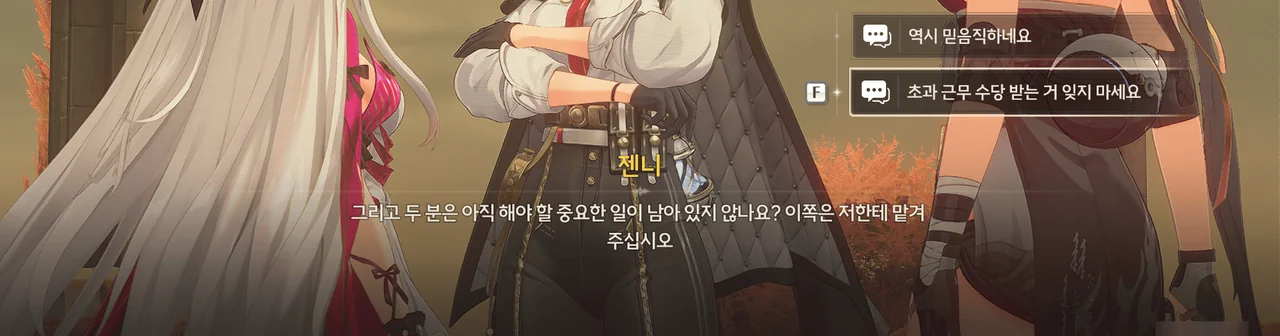 역시 믿음직하네요
F
초과 근무 수당 받는 거 잊지 마세요
젠니
그리고 두 분은 아직 해야 할 중요한 일이 남아 있지 않나요? 이쪽은 저한테 맡겨
주십시오